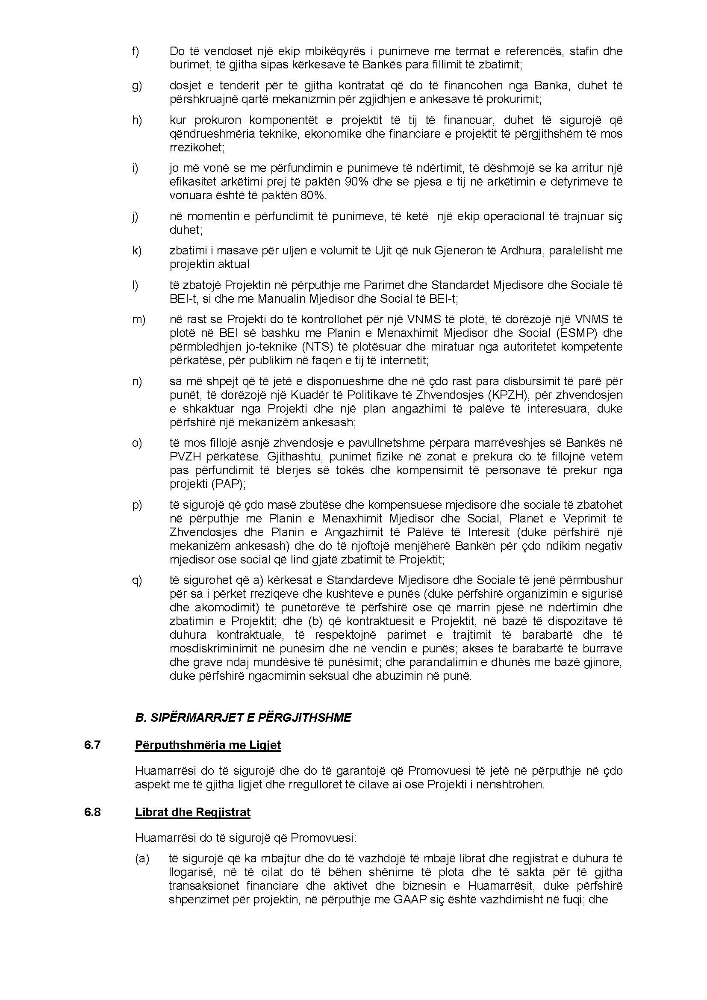 f) Do të vendoset një ekip mbikëqyrës i punimeve me termat e referencës, stafin dhe
burimet, të gjitha sipas kërkesave të Bankës para fillimit të zbatimit;
g) dosjet e tenderit për të gjitha kontratat që do të financohen nga Banka, duhet të
përshkruajnë qartë mekanizmin për zgjidhjen e ankesave të prokurimit;
h) kur prokuron komponentët e projektit të tij të financuar, duhet të sigurojë që
qëndrueshmëria teknike, ekonomike dhe financiare e projektit të përgjithshëm të mos
rrezikohet;
i) jo më vonë se me përfundimin e punimeve të ndërtimit, të dëshmojë se ka arritur një
efikasitet arkëtimi prej të paktën 90% dhe se pjesa e tij në arkëtimin e detyrimeve të
vonuara është të paktën 80%.
j) në momentin e përfundimit të punimeve, të ketë një ekip operacional të trajnuar siç
duhet;
k) zbatimi i masave për uljen e volumit të Ujit që nuk Gjeneron të Ardhura, paralelisht me
projektin aktual
l) të zbatojë Projektin në përputhje me Parimet dhe Standardet Mjedisore dhe Sociale të
BEI-t, si dhe me Manualin Mjedisor dhe Social të BEI-t;
m) në rast se Projekti do të kontrollohet për një VNMS të plotë, të dorëzojë një VNMS të
plotë në BEI së bashku me Planin e Menaxhimit Mjedisor dhe Social (ESMP) dhe
përmbledhjen jo-teknike (NTS) të plotësuar dhe miratuar nga autoritetet kompetente
përkatëse, për publikim në faqen e tij të internetit;
n) sa më shpejt që të jetë e disponueshme dhe në çdo rast para disbursimit të parë për
punët, të dorëzojë një Kuadër të Politikave të Zhvendosjes (KPZH), për zhvendosjen
e shkaktuar nga Projekti dhe një plan angazhimi të palëve të interesuara, duke
përfshirë një mekanizëm ankesash;
o) të mos fillojë asnjë zhvendosje e pavullnetshme përpara marrëveshjes së Bankës në
PVZH përkatëse. Gjithashtu, punimet fizike në zonat e prekura do të fillojnë vetëm
pas përfundimit të blerjes së tokës dhe kompensimit të personave të prekur nga
projekti (PAP);
p) të sigurojë që çdo masë zbutëse dhe kompensuese mjedisore dhe sociale të zbatohet
në përputhje me Planin e Menaxhimit Mjedisor dhe Social, Planet e Veprimit të
Zhvendosjes dhe Planin e Angazhimit të Palëve të Interesit (duke përfshirë një
mekanizëm ankesash) dhe do të njoftojë menjëherë Bankën për çdo ndikim negativ
mjedisor ose social që lind gjatë zbatimit të Projektit;
q) të sigurohet që a) kërkesat e Standardeve Mjedisore dhe Sociale të jenë përmbushur
për sa i përket rreziqeve dhe kushteve e punës (duke përfshirë organizimin e sigurisë
dhe akomodimit) të punëtorëve të përfshirë ose që marrin pjesë në ndërtimin dhe
zbatimin e Projektit; dhe (b) që kontraktuesit e Projektit, në bazë të dispozitave të
duhura kontraktuale, të respektojnë parimet e trajtimit të barabartë dhe të
mosdiskriminimit në punësim dhe në vendin e punës; akses të barabartë të burrave
dhe grave ndaj mundësive të punësimit; dhe parandalimin e dhunës me bazë gjinore,
duke përfshirë ngacmimin seksual dhe abuzimin në punë.
B. SIPËRMARRJET E PËRGJITHSHME
6.7 Përputhshmëria me Ligjet
Huamarrësi do të sigurojë dhe do të garantojë që Promovuesi të jetë në përputhje në çdo
aspekt me të gjitha ligjet dhe rregulloret të cilave ai ose Projekti i nënshtrohen.
6.8 Librat dhe Regjistrat
Huamarrësi do të sigurojë që Promovuesi:
(a) të sigurojë që ka mbajtur dhe do të vazhdojë të mbajë librat dhe regjistrat e duhura të
llogarisë, në të cilat do të bëhen shënime të plota dhe të sakta për të gjitha
transaksionet financiare dhe aktivet dhe biznesin e Huamarrësit, duke përfshirë
shpenzimet për projektin, në përputhje me GAAP siç është vazhdimisht në fuqi; dhe